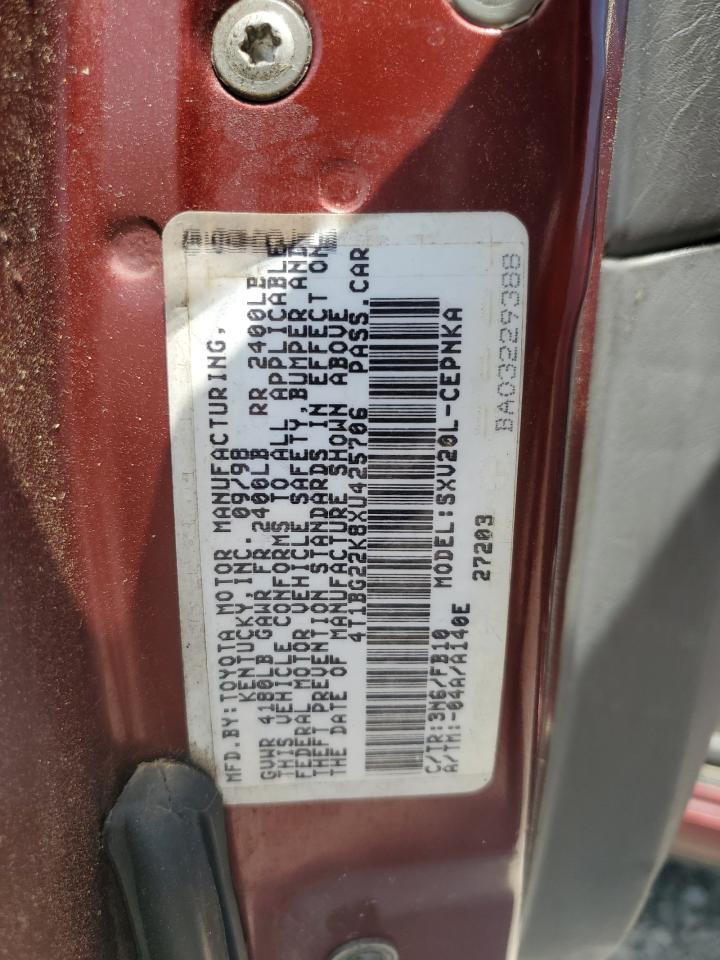 MFD.BY:TOYOTA MOTOR MANUFACTURING,
KENTUCKY,INC. 09/98
GVWR 4180LB GAWR FR 2400LB RR 2400LB
THIS VEHICLE CONFORMS TO ALL APPLICABLE
FEDERAL MOTOR VEHICLE SAFETY,BUMPER AND
THEFT PREVENTION STANDARDS IN EFFECT ON
THE DATE OF MANUFACTURE SHOWN ABOVE
4T1BG22K8XU425706 PASS.CAR
C/TR:3N6/FB10 MODEL:SXV20L-CEPNKA
A/TM:-04A/A140E 27203
BA03229388